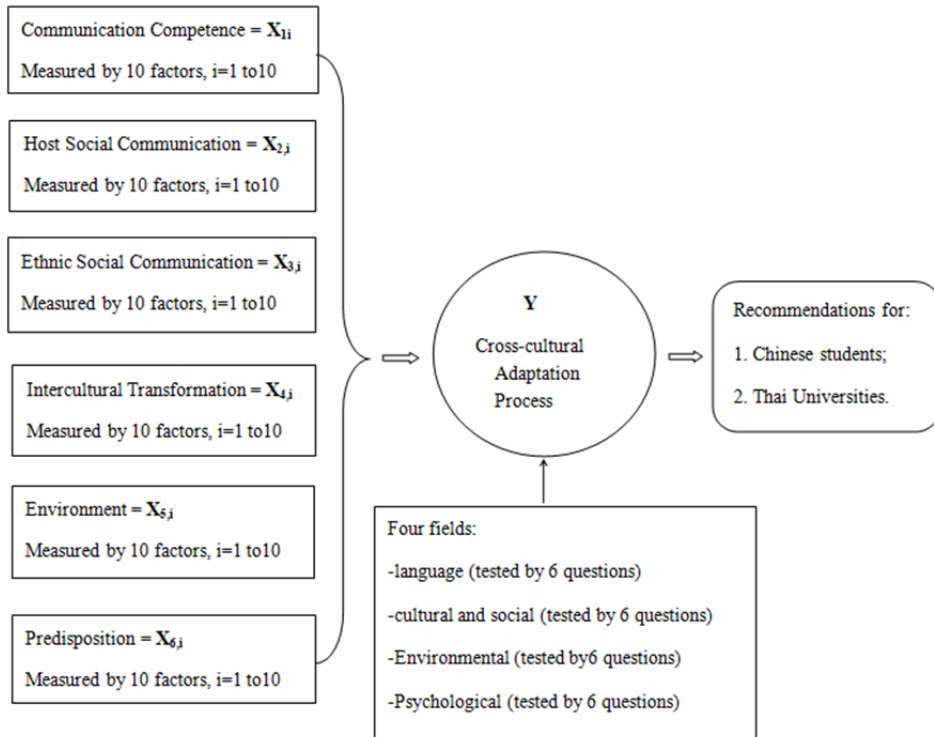 Communication Competence = X1i
Measured by 10 factors, i=1 to10
Host Social Communication = X2,i
Measured by 10 factors, i=1 to10
Ethnic Social Communication = X3,i
Measured by 10 factors, i=1 to10
Intercultural Transformation = X4,i
Measured by 10 factors, i=1 to10
Environment = X5,i
Measured by 10 factors, i=1 to10
Predisposition = X6,i
Measured by 10 factors, i=1 to10
Y
Cross-cultural
Adaptation
Process
Four fields:
-language (tested by 6 questions)
-cultural and social (tested by 6 questions)
-Environmental (tested by6 questions)
-Psychological (tested by 6 questions)
Recommendations for:
1. Chinese students;
2. Thai Universities.